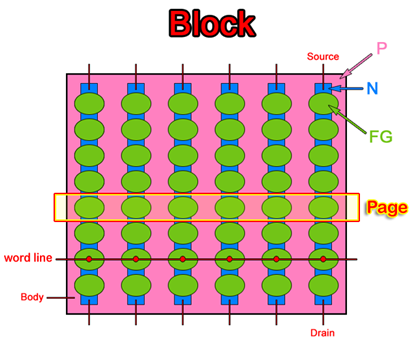 Block
Source
P
N
FG
Page
word line
Body
Drain